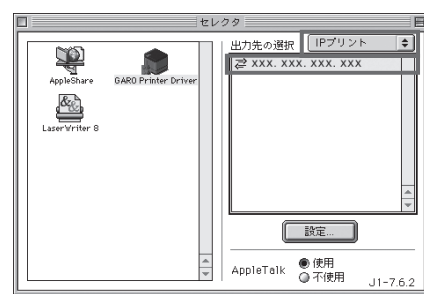 セレクタ
AppleShare
GARO Printer Driver
LaserWriter 8
出力先の選択
IPプリント
XXX. XXX. XXX. XXX
設定...
AppleTalk
使用
不使用
J1-7.6.2